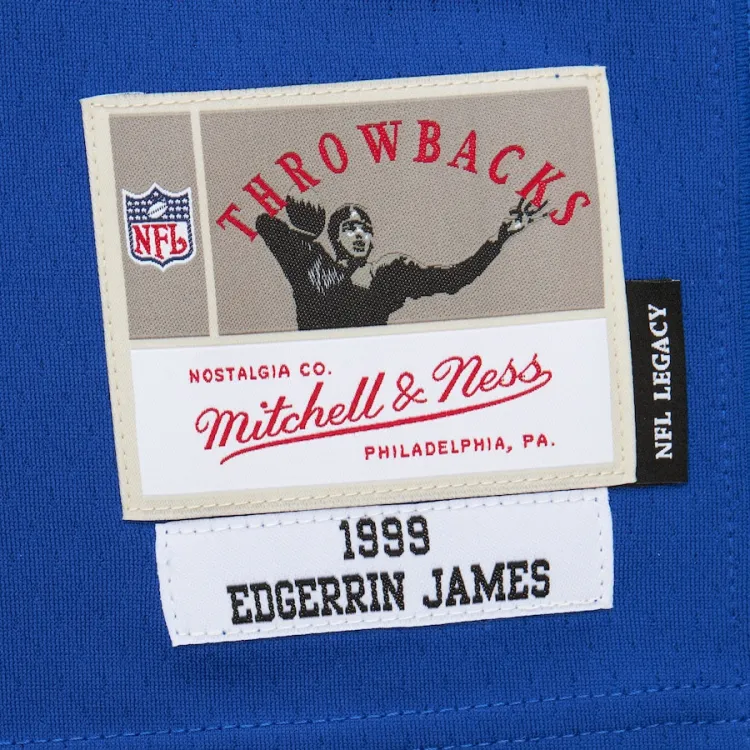 THROWBACKS
NFL
NOSTALGIA CO.
Mitchell & Ness
PHILADELPHIA, PA.
NFL LEGACY
1999
EDGERRIN JAMES